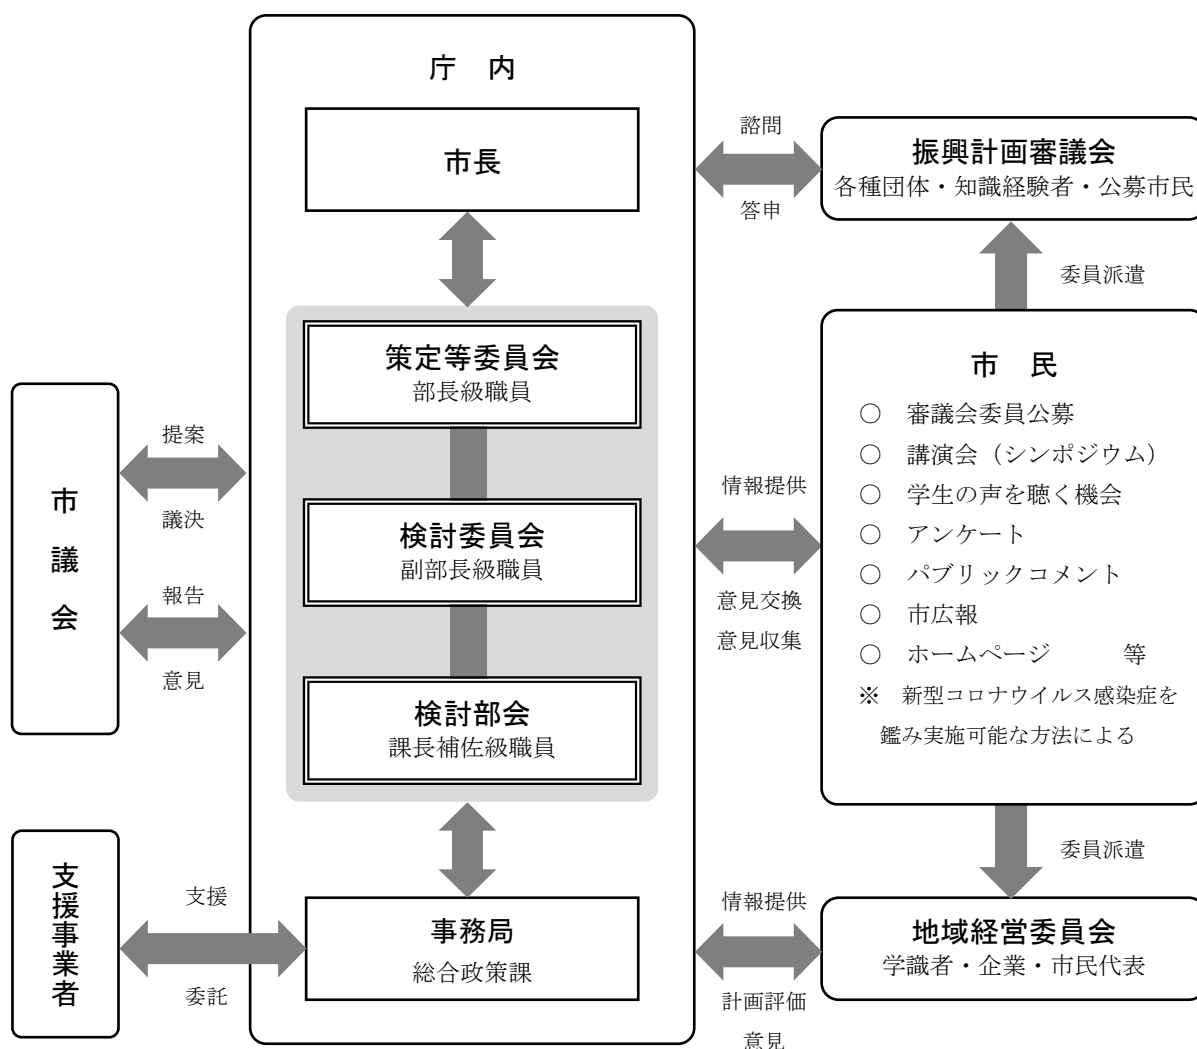 庁　内
市長
策定等委員会
部長級職員
検討委員会
副部長級職員
検討部会
課長補佐級職員
事務局
総合政策課
市議会
提案
議決
報告
意見
支援事業者
支援
委託
諮問
答申
振興計画審議会
各種団体・知識経験者・公募市民
委員派遣
情報提供
意見交換
意見収集
市　民
○　審議会委員公募
○　講演会（シンポジウム）
○　学生の声を聴く機会
○　アンケート
○　パブリックコメント
○　市広報
○　ホームページ　　　等
※　新型コロナウイルス感染症を
鑑み実施可能な方法による
委員派遣
情報提供
計画評価
意見
地域経営委員会
学識者・企業・市民代表